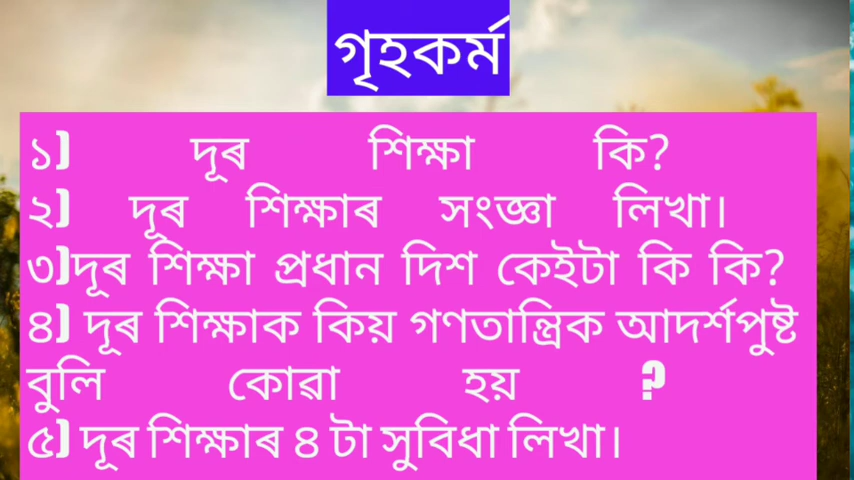 গৃহকৰ্ম
১) দূৰ শিক্ষা কি?
২) দূৰ শিক্ষাৰ সংজ্ঞা লিখা।
৩)দূৰ শিক্ষা প্ৰধান দিশ কেইটা কি কি?
৪) দূৰ শিক্ষাক কিয় গণতান্ত্ৰিক আদৰ্শপুষ্ট
বুলি কোৱা হয় ?
৫) দূৰ শিক্ষাৰ ৪ টা সুবিধা লিখা।